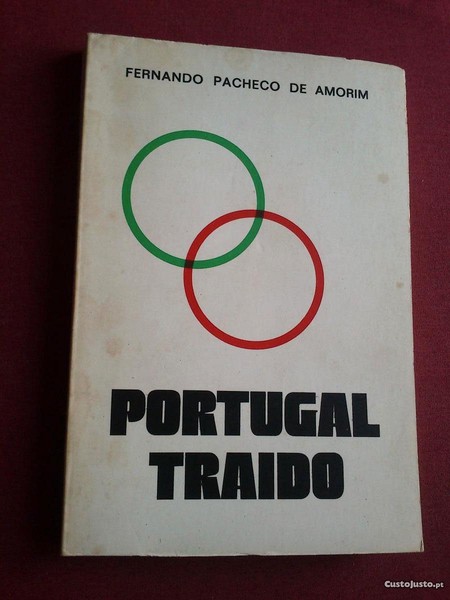 FERNANDO PACHECO DE AMORIM
PORTUGAL
TRAIDO
CustoJusto.pt